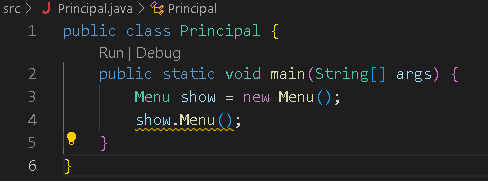 src > Principal.java > Principal
1 public class Principal {
Run | Debug
2 public static void main(String[] args) {
3 Menu show = new Menu();
4 show.Menu();
5 }
6 }